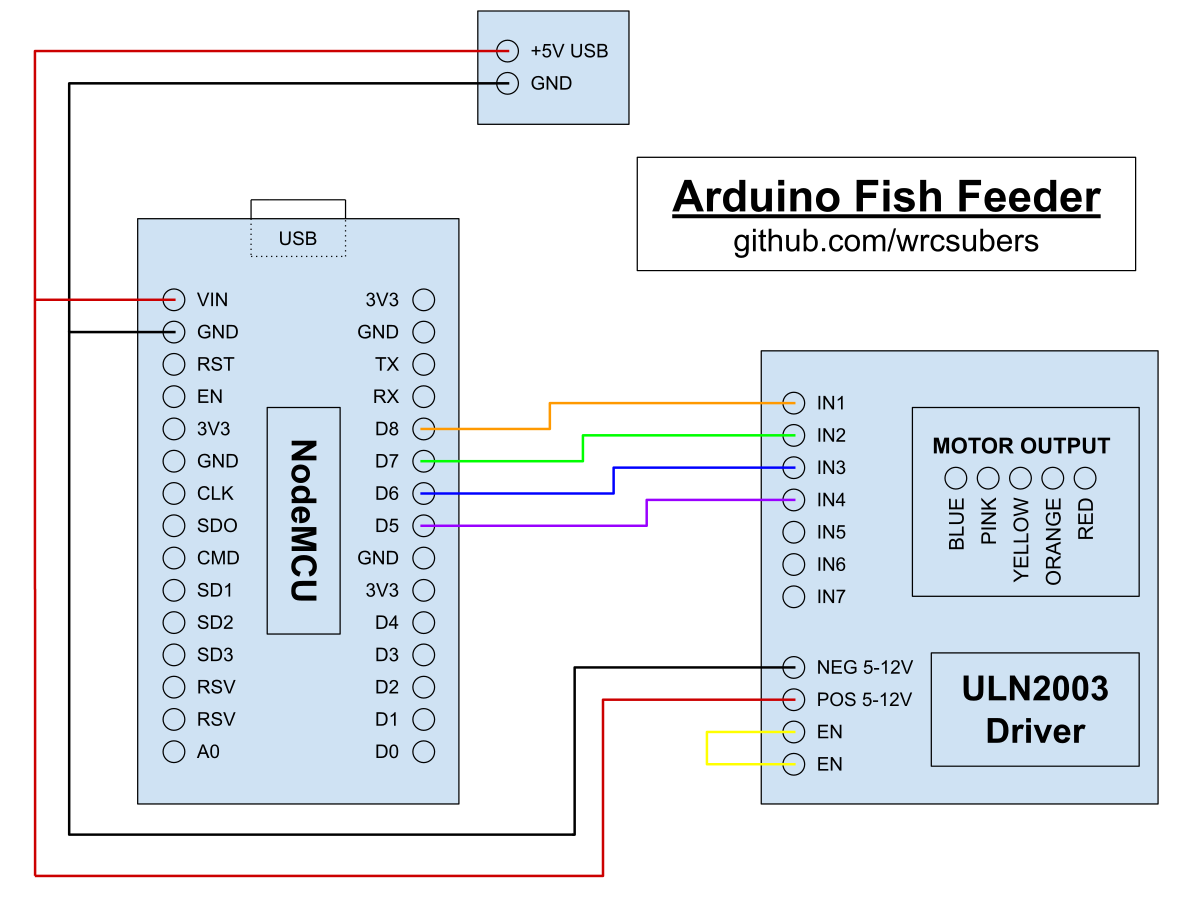 +5V USB
GND
Arduino Fish Feeder
github.com/wrcsubers
USB
VIN
GND
RST
EN
3V3
GND
CLK
SDO
CMD
SD1
SD2
SD3
RSV
RSV
A0
NodeMCU
3V3
GND
TX
RX
D8
D7
D6
D5
GND
3V3
D4
D3
D2
D1
D0
IN1
IN2
IN3
IN4
IN5
IN6
IN7
NEG 5-12V
POS 5-12V
EN
EN
MOTOR OUTPUT
BLUE
PINK
YELLOW
ORANGE
RED
ULN2003
Driver